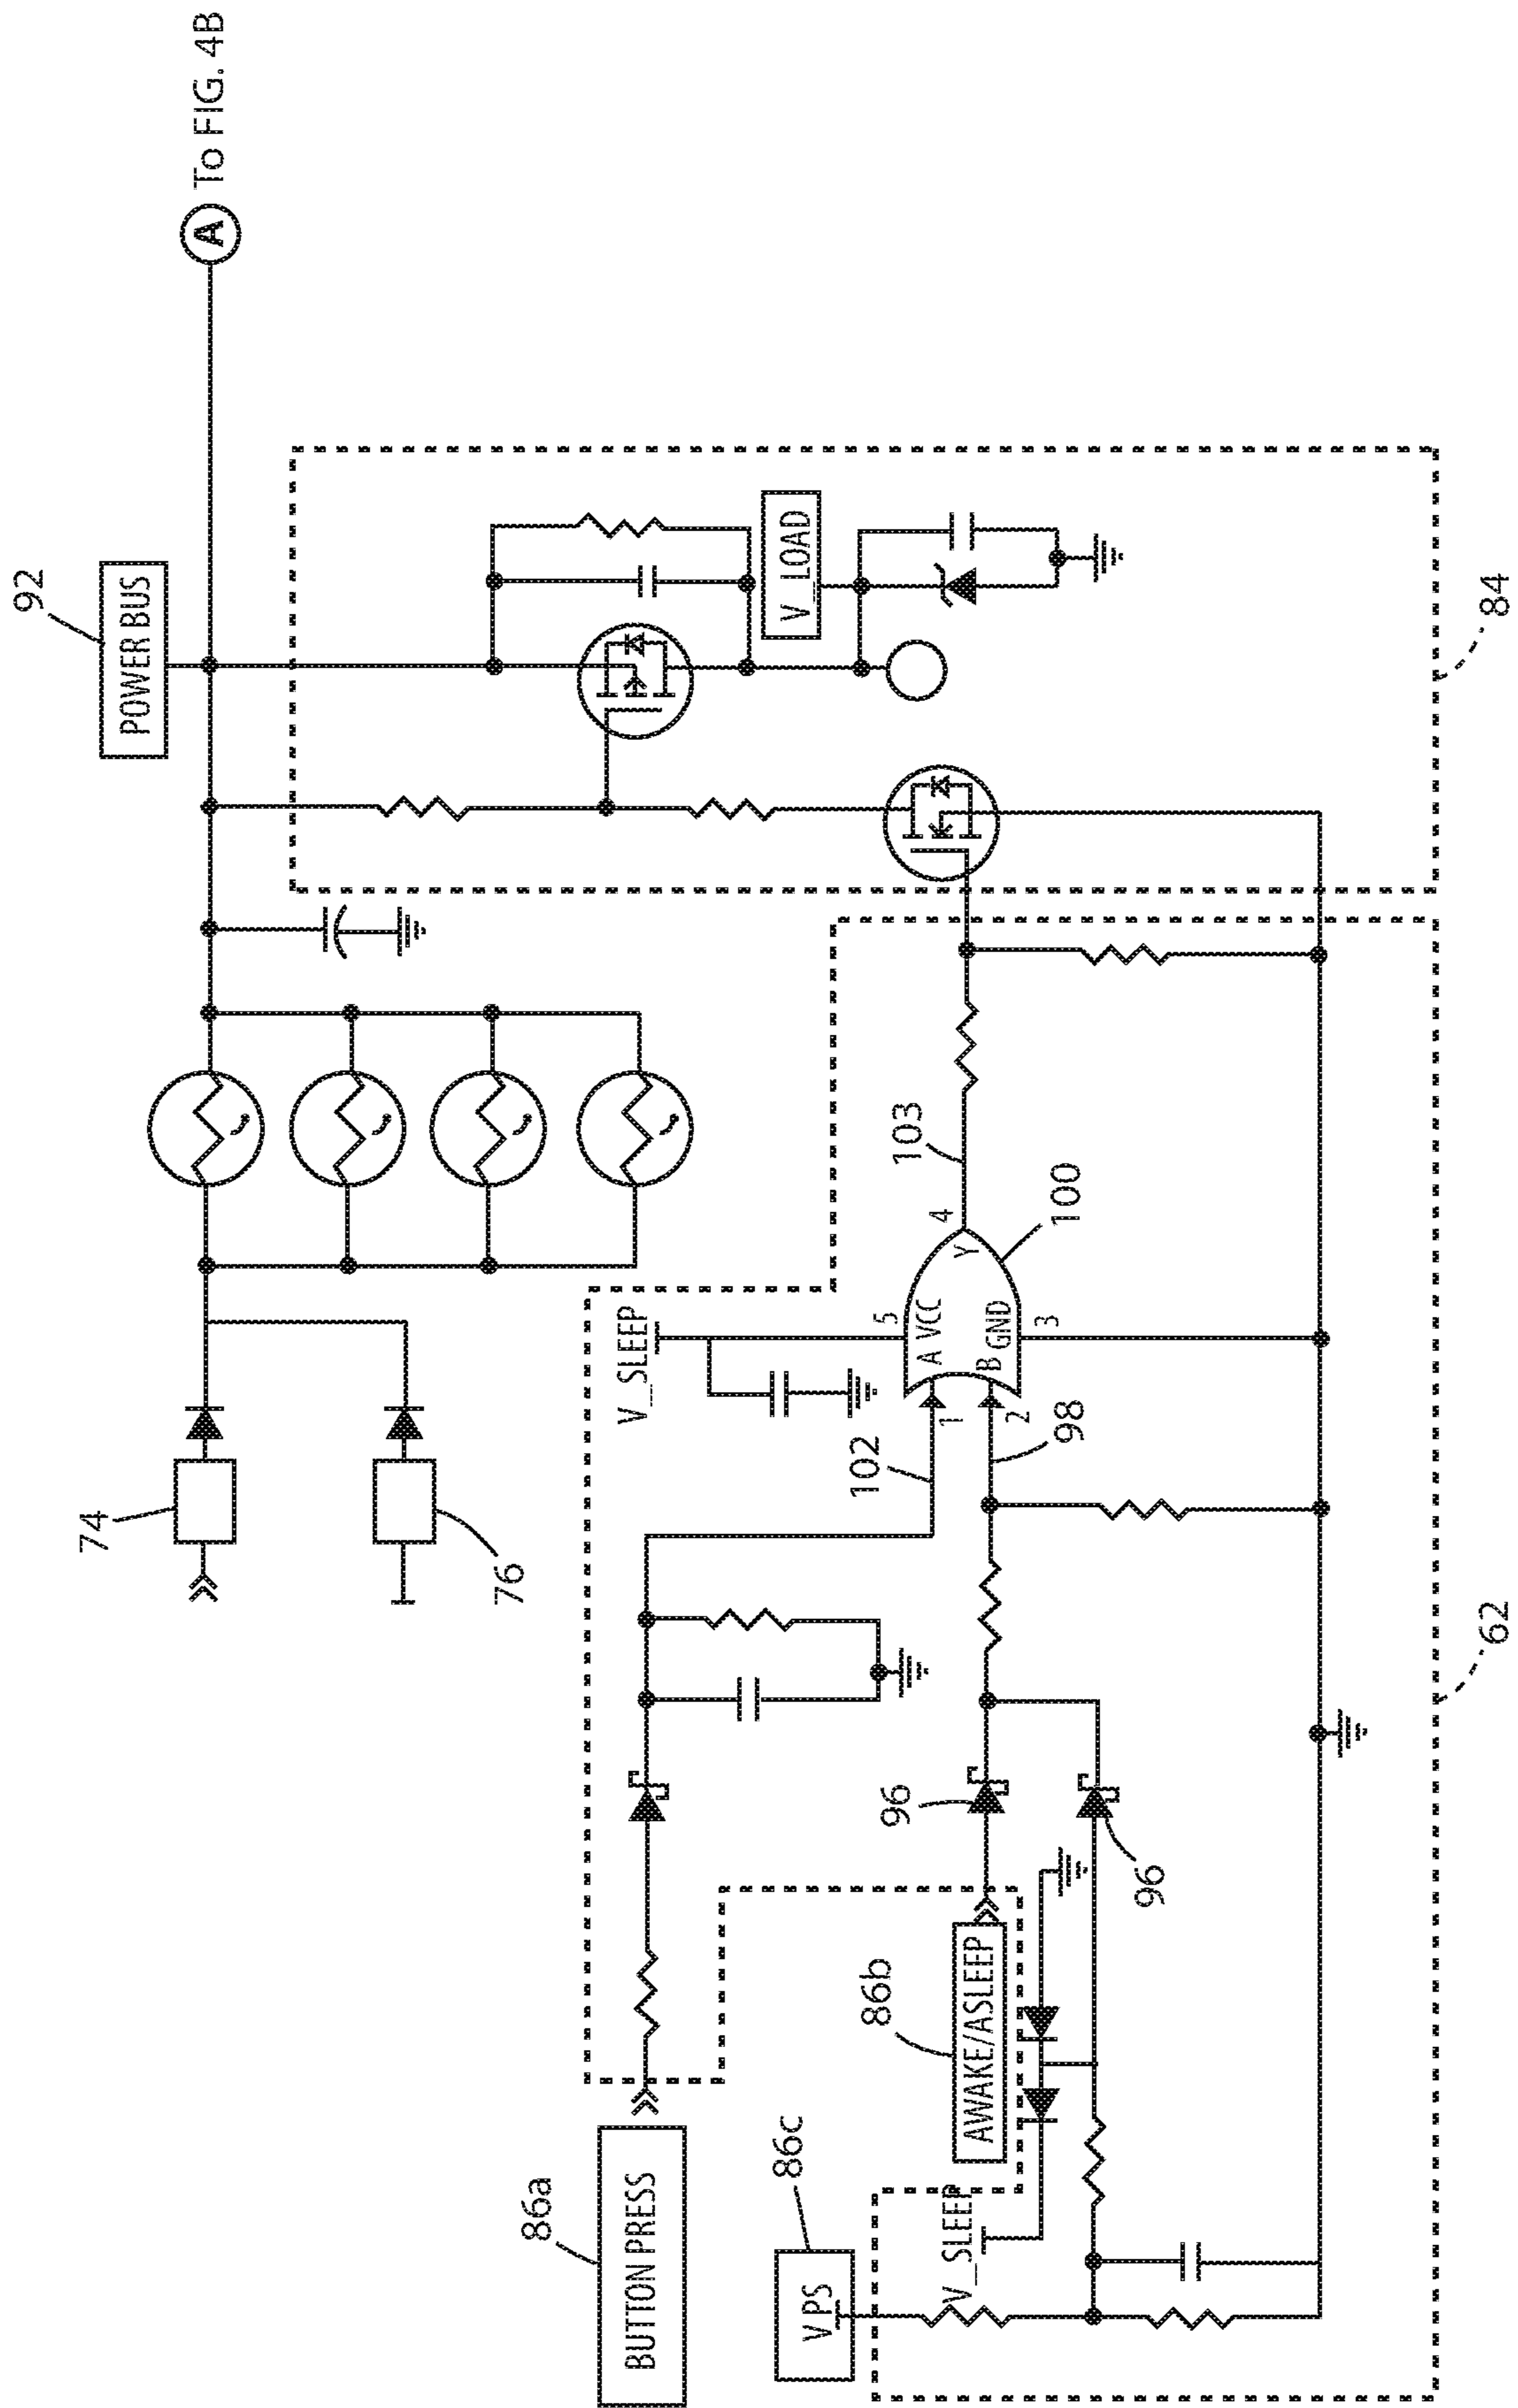 To FIG. 4B
A
92
POWER BUS
74
76
V_LOAD
84
V_SLEEP
5
A VCC
B GND
Y
4
3
1
2
100
102
98
103
86a
BUTTON PRESS
86b
AWAKE/ASLEEP
96
96
86c
V PS
V_SLEEP
62